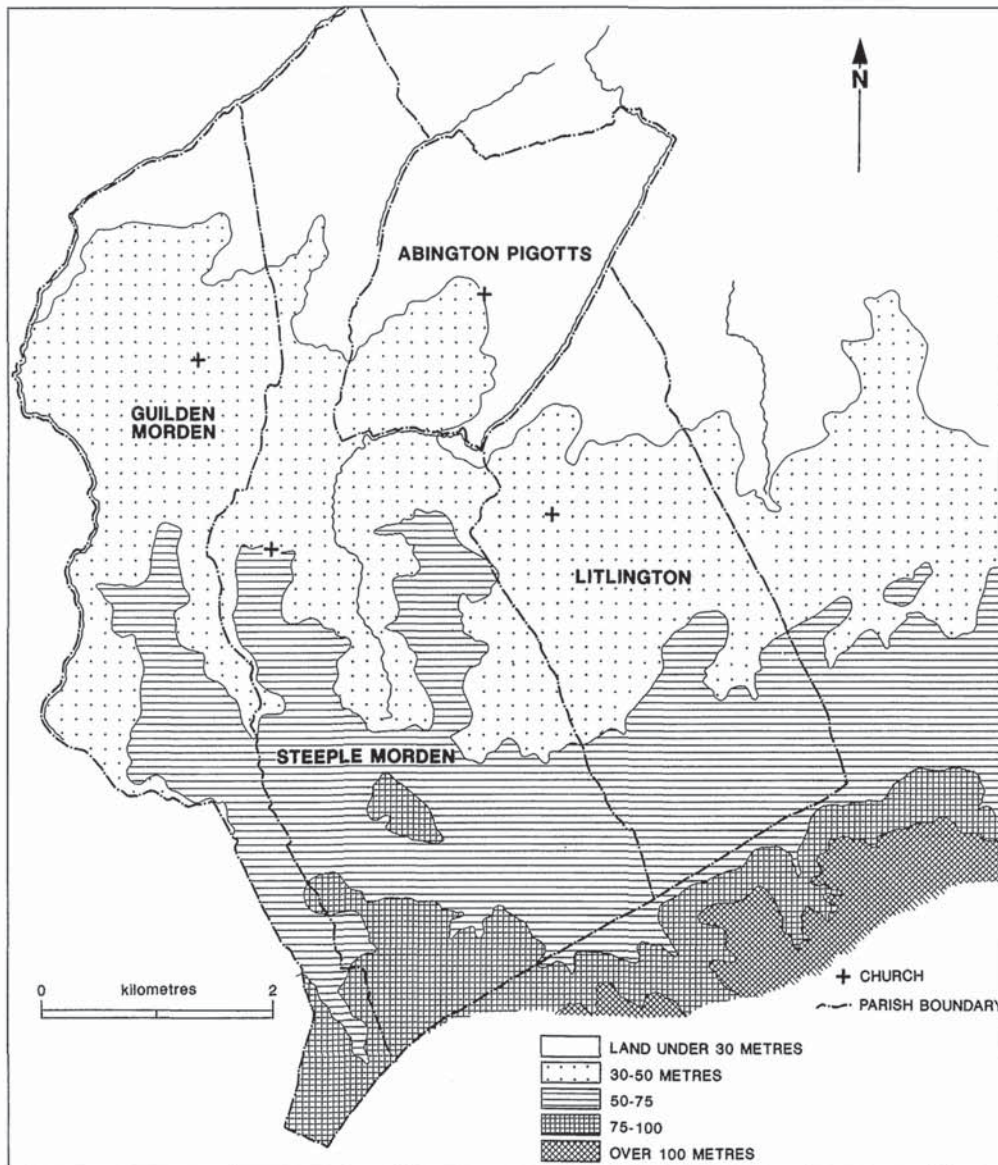 N
ABINGTON PIGOTTS
GUILDEN
MORDEN
LITLINGTON
STEEPLE MORDEN
0 kilometres 2
CHURCH
PARISH BOUNDARY
LAND UNDER 30 METRES
30-50 METRES
50-75
75-100
OVER 100 METRES